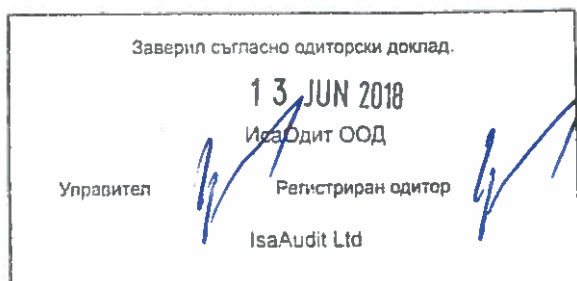 Заверил съгласно одиторски доклад.
13 JUN 2018
ИсаОдит ООД
Управител Регистриран одитор
IsaAudit Ltd